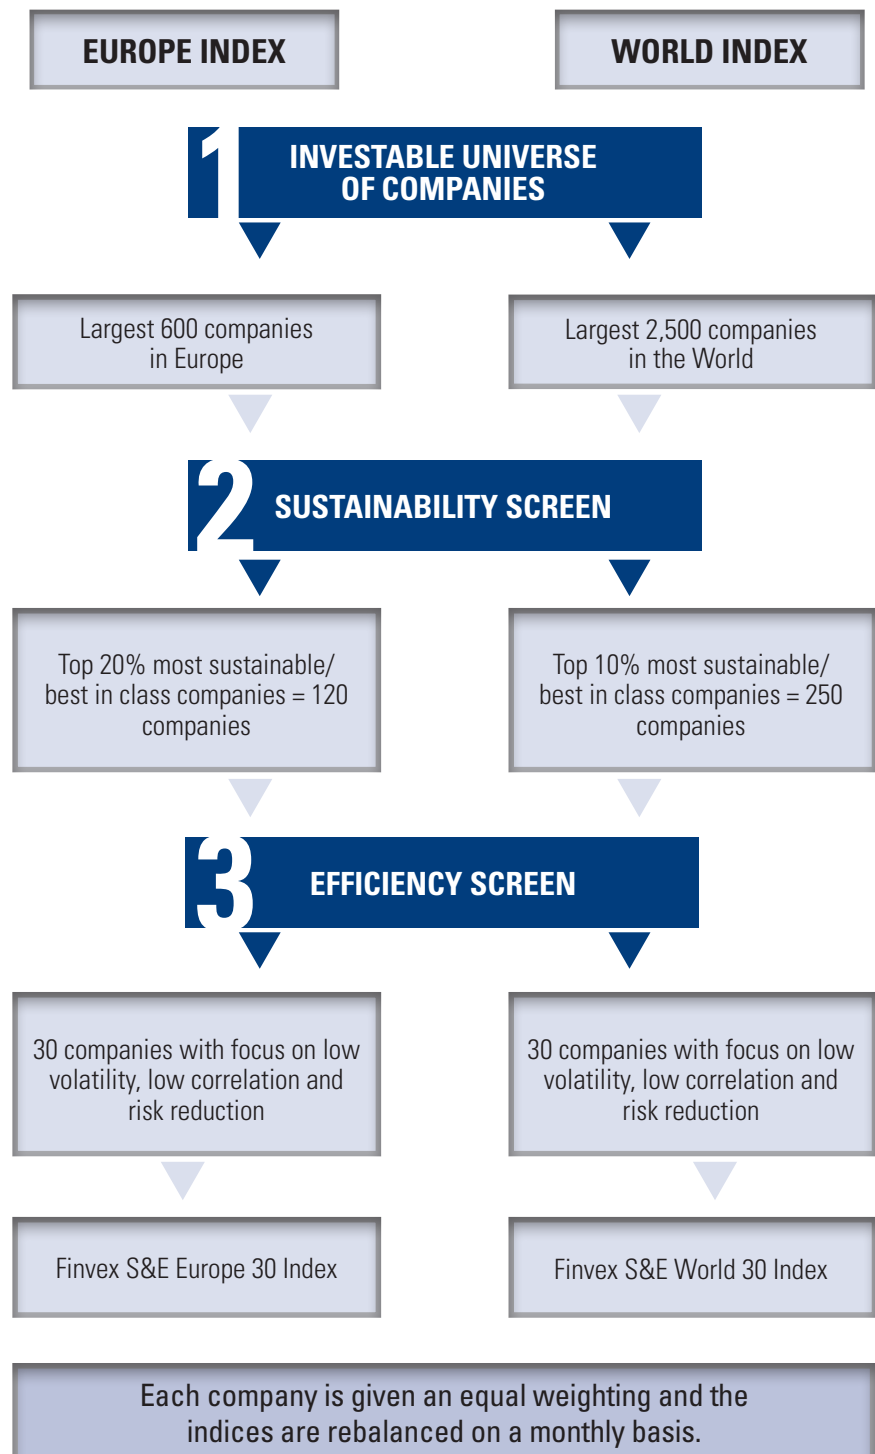 EUROPE INDEX
WORLD INDEX
1
INVESTABLE UNIVERSE
OF COMPANIES
Largest 600 companies
in Europe
Largest 2,500 companies
in the World
2
SUSTAINABILITY SCREEN
Top 20% most sustainable/
best in class companies = 120
companies
Top 10% most sustainable/
best in class companies = 250
companies
3
EFFICIENCY SCREEN
30 companies with focus on low
volatility, low correlation and
risk reduction
30 companies with focus on low
volatility, low correlation and
risk reduction
Finvex S&E Europe 30 Index
Finvex S&E World 30 Index
Each company is given an equal weighting and the
indices are rebalanced on a monthly basis.